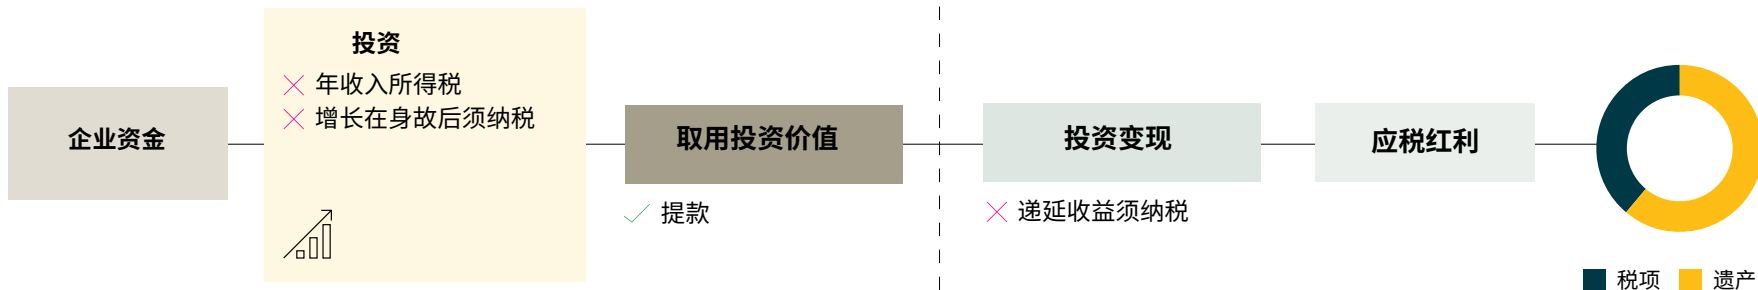 企业资金
投资
年收入所得税
增长在身故后须纳税
取用投资价值
提款
投资变现
递延收益须纳税
应税红利
税项
遗产